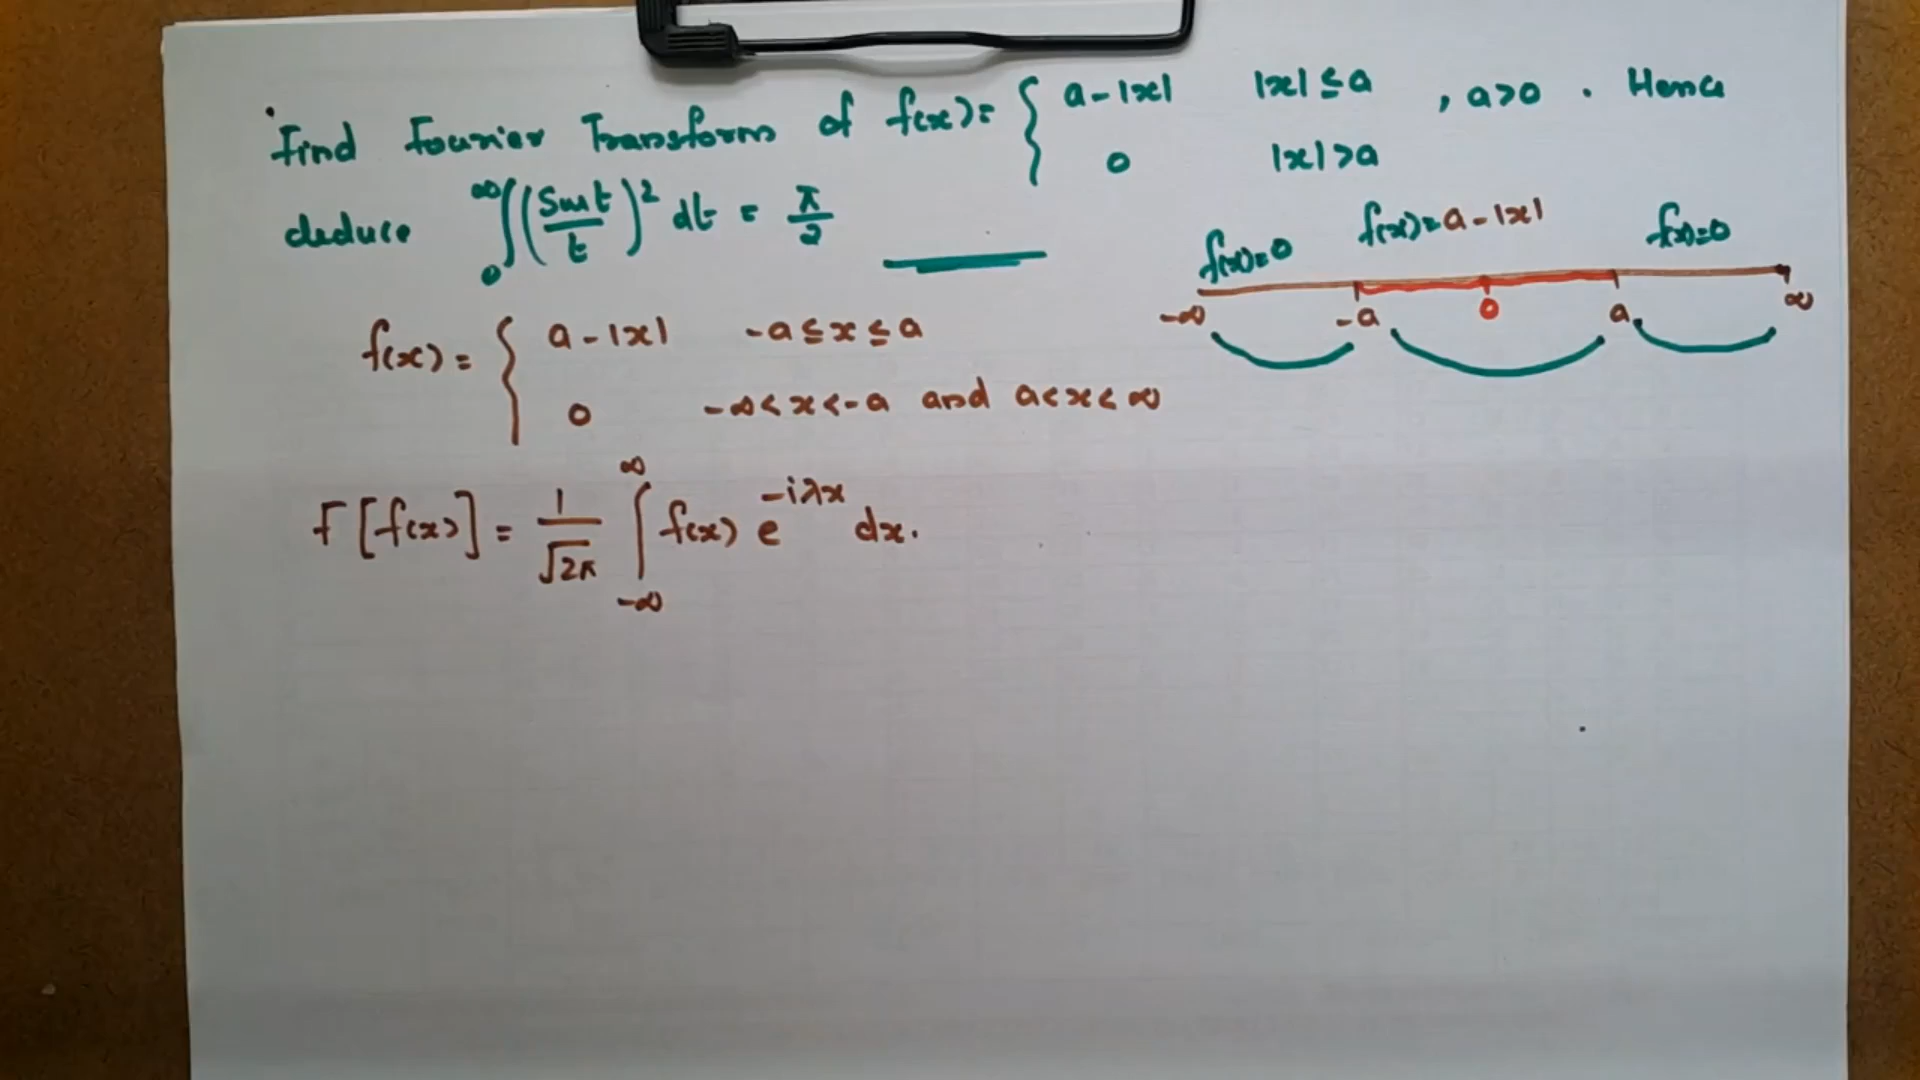 Find Fourier Transform of f(x)= { a-|x| |x|≤a , a>0 . Hence
0 |x|>a
deduce ∞∫0 (Sint/t)² dt = π/2
f(x)=0 f(x)=a-|x| f(x)=0
-∞ -a 0 a ∞
f(x)= { a-|x| -a≤x≤a
0 -∞<x<-a and a<x<∞
F[f(x)] = 1/√2π ∞∫-∞ f(x) e^-iλx dx.